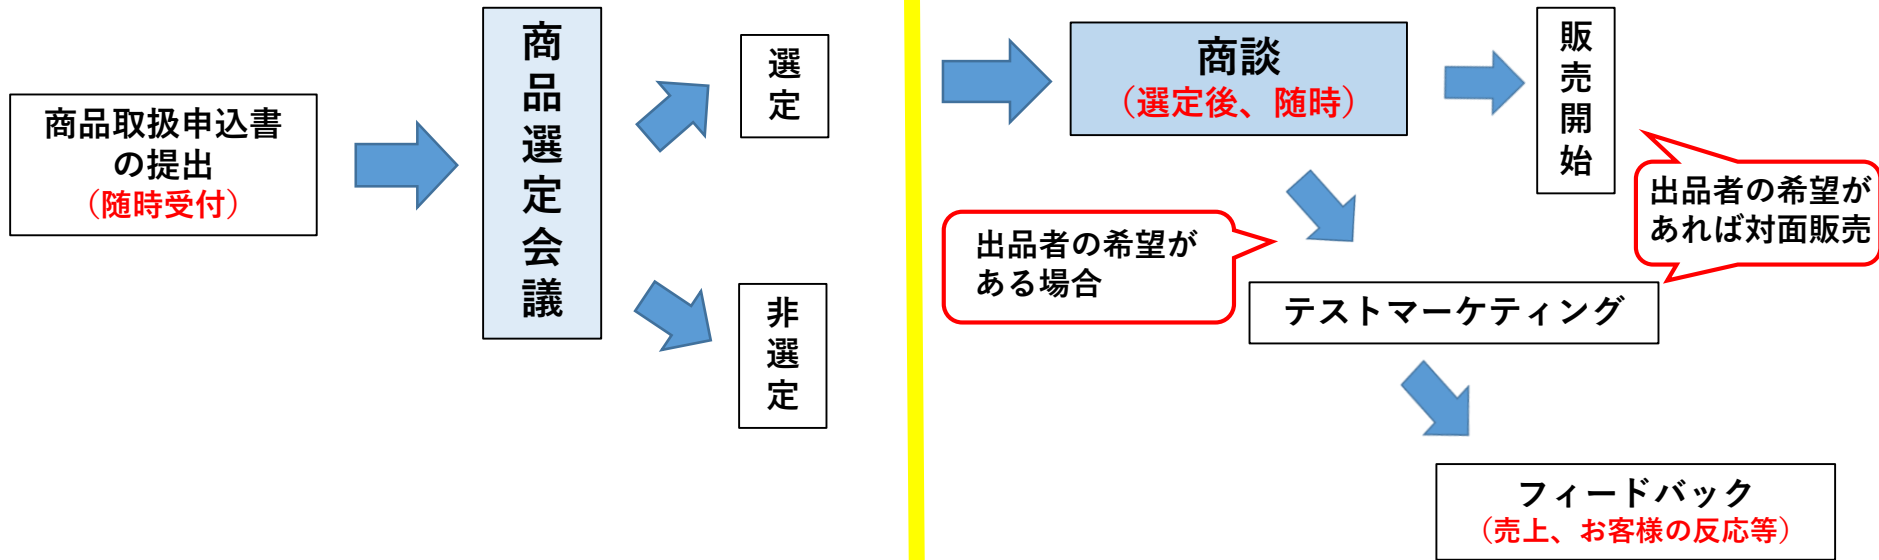 商品取扱申込書
の提出
（随時受付）
商品選定会議
選定
非選定
商談
（選定後、随時）
販売開始
出品者の希望が
あれば対面販売
出品者の希望が
ある場合
テストマーケティング
フィードバック
（売上、お客様の反応等）